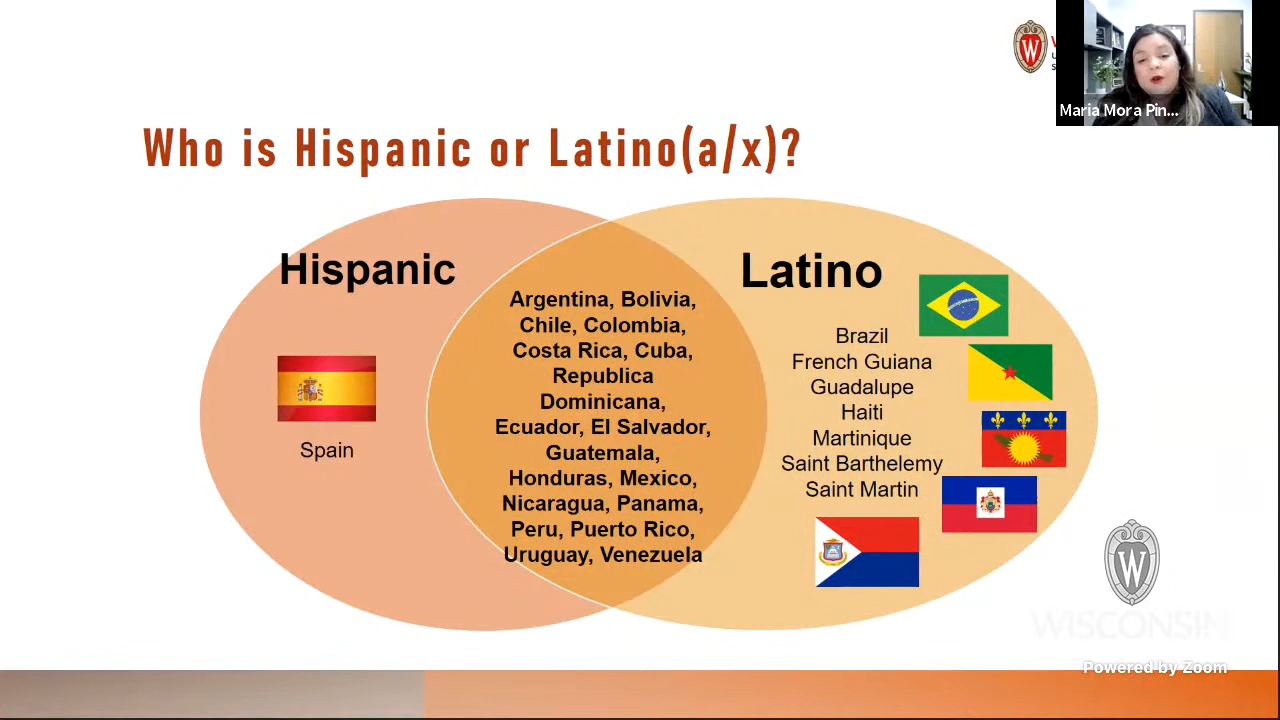 Maria Mora Pin...
W
Who is Hispanic or Latino(a/x)?
Hispanic
Spain
Argentina, Bolivia,
Chile, Colombia,
Costa Rica, Cuba,
Republica
Dominicana,
Ecuador, El Salvador,
Guatemala,
Honduras, Mexico,
Nicaragua, Panama,
Peru, Puerto Rico,
Uruguay, Venezuela
Latino
Brazil
French Guiana
Guadalupe
Haiti
Martinique
Saint Barthelemy
Saint Martin
W
WISCONSIN
Powered by Zoom